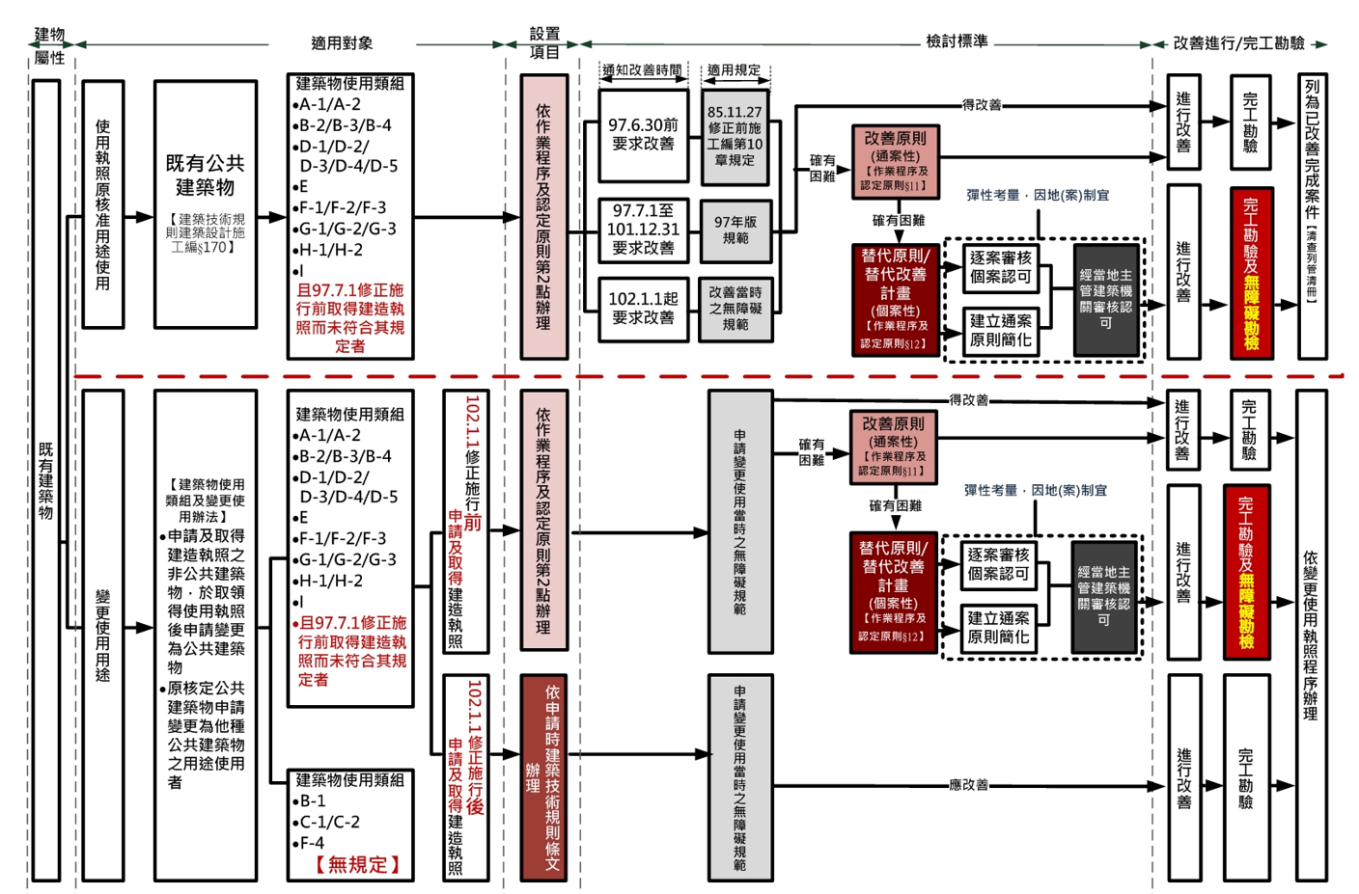 建物
屬性
適用對象
設置
項目
檢討標準
改善進行/完工勘驗
既有建築物
使用執照原核准用途使用
既有公共
建築物
【建築技術規
則建築設計施
工編§170】
建築物使用類組
●A-1/A-2
●B-2/B-3/B-4
●D-1/D-2/
D-3/D-4/D-5
●E
●F-1/F-2/F-3
●G-1/G-2/G-3
●H-1/H-2
●I
且97.7.1修正施
行前取得建造執
照而未符合其規
定者
依作業程序及認定原則第2點辦理
通知改善時間
適用規定
97.6.30前
要求改善
85.11.27
修正前施
工編第10
章規定
97.7.1至
101.12.31
要求改善
97年版
規範
102.1.1起
要求改善
改善當時
之無障礙
規範
得改善
確有
困難
改善原則
(通案性)
【作業程序及
認定原則§11】
確有困難
替代原則/
替代改善
計畫
(個案性)
【作業程序及
認定原則§12】
彈性考量，因地(案)制宜
逐案審核
個案認可
建立通案
原則簡化
經當地主
管建築機
關審核認
可
進行改善
完工勘驗
進行改善
完工勘驗及無障礙勘檢
列為已改善完成案件【清查列管清冊】
變更使用用途
【建築物使用
類組及變更使
用辦法】
●申請及取得
建造執照之
非公共建築
物，於取領
得使用執照
後申請變更
為公共建築
物
●原核定公共
建築物申請
變更為他種
公共建築物
之用途使用
者
建築物使用類組
●A-1/A-2
●B-2/B-3/B-4
●D-1/D-2/
D-3/D-4/D-5
●E
●F-1/F-2/F-3
●G-1/G-2/G-3
●H-1/H-2
●I
●且97.7.1修正施
行前取得建造執
照而未符合其規
定者
建築物使用類組
●B-1
●C-1/C-2
●F-4
【無規定】
102.1.1修正施行前
申請及取得建造執照
依作業程序及認定原則第2點辦理
申請變更使用當時之無障礙規範
得改善
確有
困難
改善原則
(通案性)
【作業程序及
認定原則§11】
確有困難
替代原則/
替代改善
計畫
(個案性)
【作業程序及
認定原則§12】
彈性考量，因地(案)制宜
逐案審核
個案認可
建立通案
原則簡化
經當地主
管建築機
關審核認
可
進行改善
完工勘驗
進行改善
完工勘驗及無障礙勘檢
依變更使用執照程序辦理
102.1.1修正施行後
申請及取得建造執照
依申請時建築技術規則條文
辦理
申請變更使用當時之無障礙規範
應改善
進行改善
完工勘驗